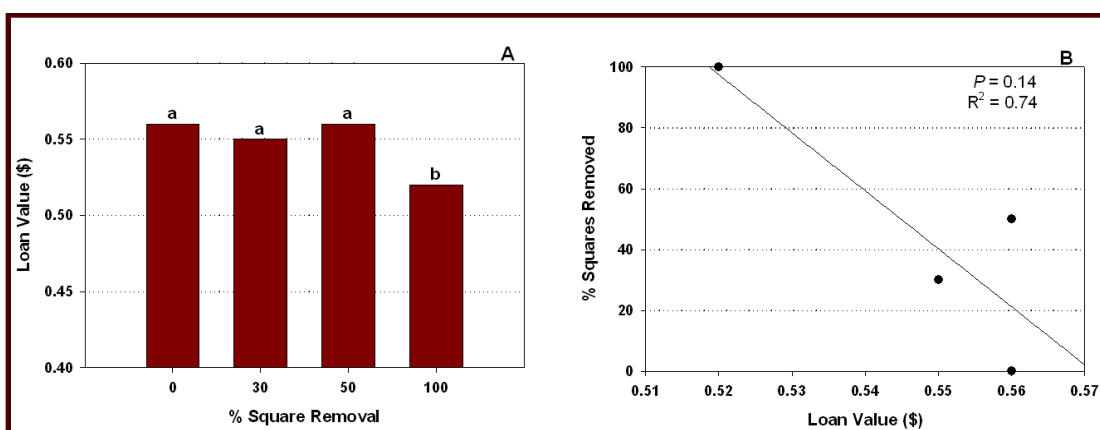 A
0.60
0.55
0.50
0.45
0.40
Loan Value ($)
a
a
a
b
0
30
50
100
% Square Removal
B
P = 0.14
R² = 0.74
100
80
60
40
20
0
% Squares Removed
0.51
0.52
0.53
0.54
0.55
0.56
0.57
Loan Value ($)